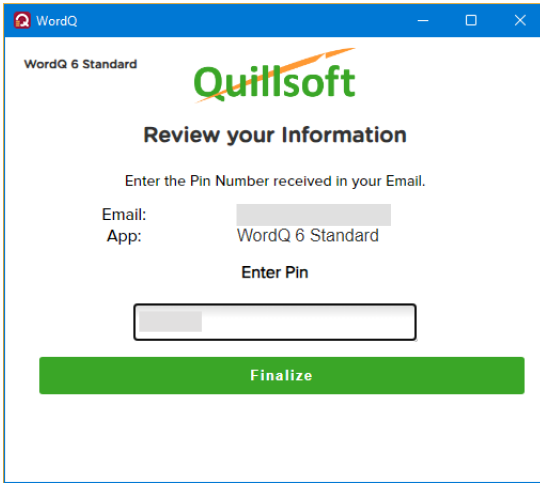 WordQ
WordQ 6 Standard
Quillsoft
Review your Information
Enter the Pin Number received in your Email.
Email:
App: WordQ 6 Standard
Enter Pin
Finalize